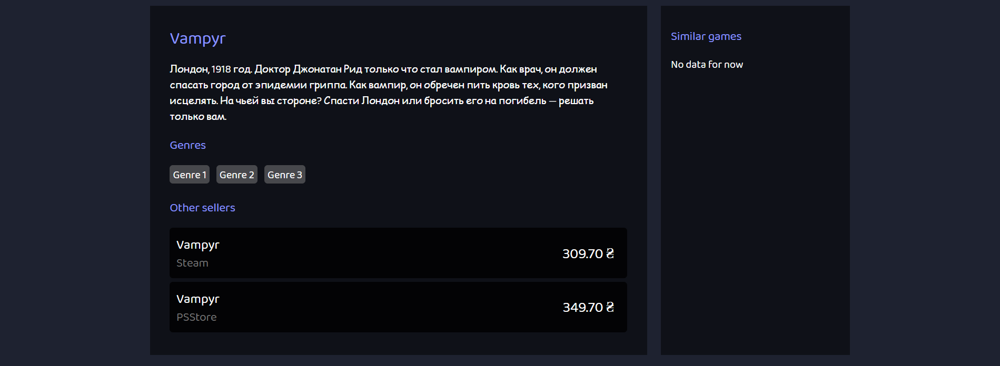 Vampyr
Лондон, 1918 год. Доктор Джонатан Рид только что стал вампиром. Как врач, он должен
спасать город от эпидемии гриппа. Как вампир, он обречен пить кровь тех, кого призван
исцелять. На чьей вы стороне? Спасти Лондон или бросить его на погибель — решать
только вам.
Genres
Genre 1
Genre 2
Genre 3
Other sellers
Vampyr
Steam
309.70 ₴
Vampyr
PSStore
349.70 ₴
Similar games
No data for now